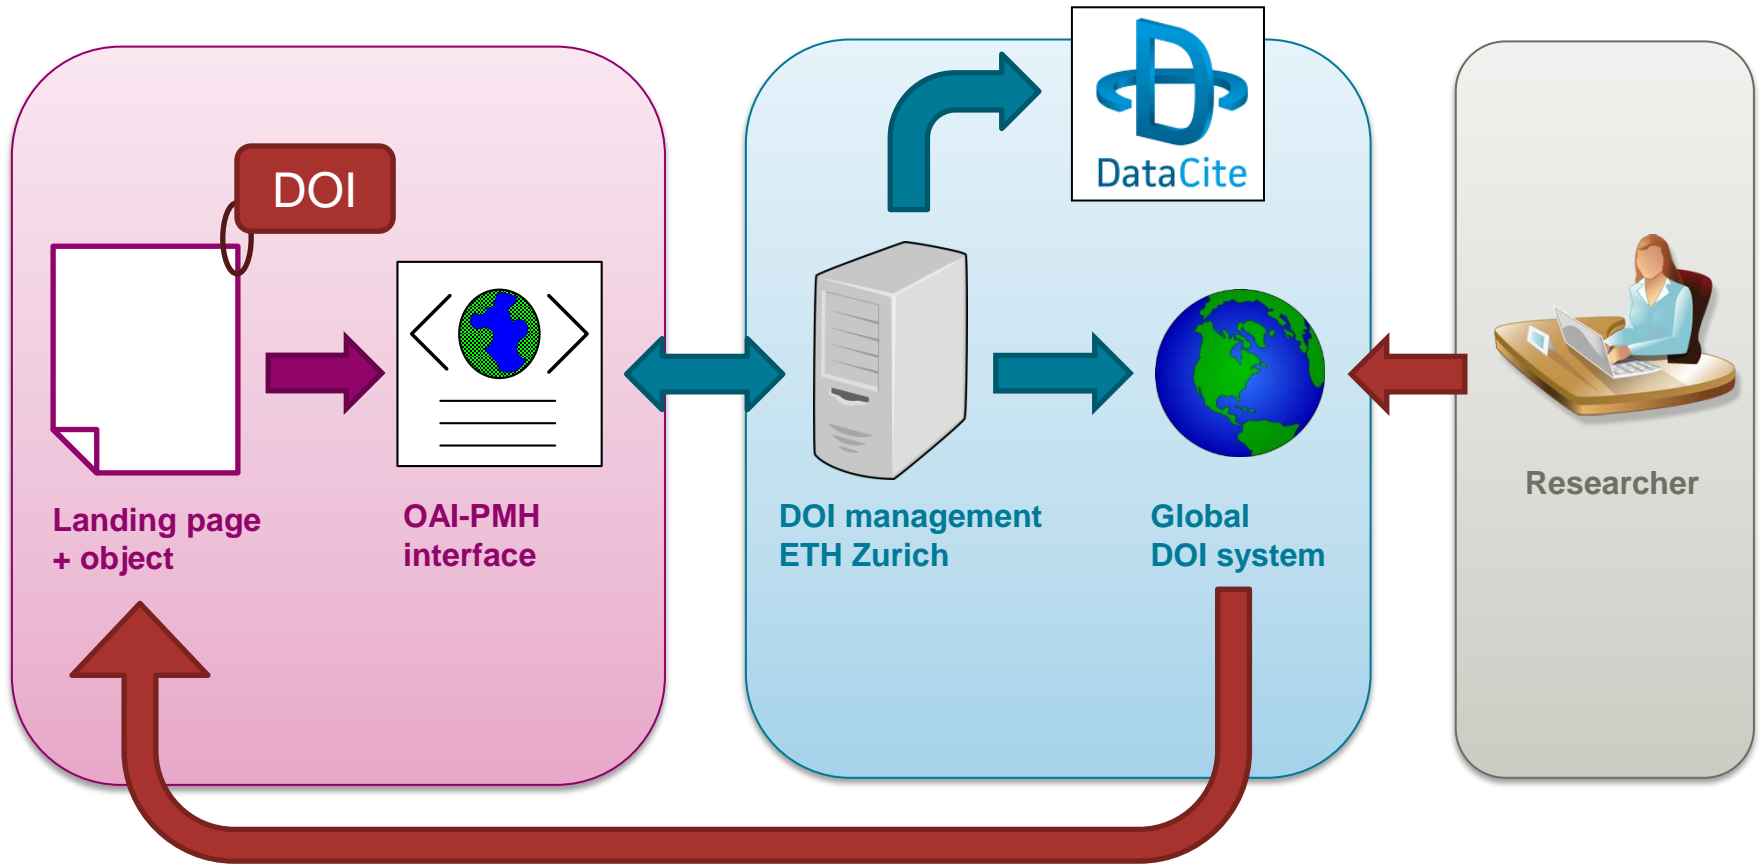 DataCite
DOI
Landing page
+ object
OAI-PMH
interface
DOI management
ETH Zurich
Global
DOI system
Researcher